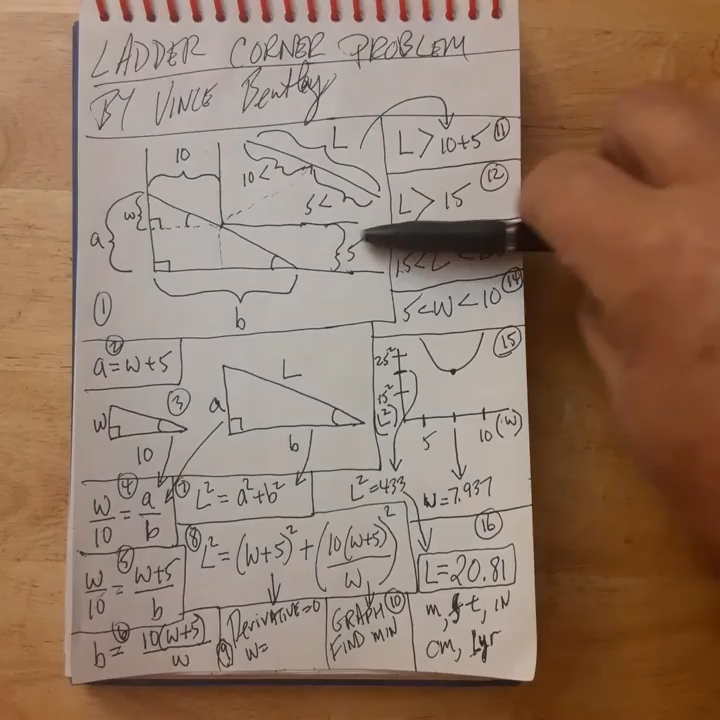 LADDER CORNER PROBLEM
BY VINCE Bentley
10
L
10 <
5 <
w
a
5
b
①
L > 10+5 ⑪
L > 15 ⑫
15 < L <
5 < W < 10 ⑭
②
a = w+5
③
w
10
L
a
b
⑮
25²
15²
(L²)
5
10 (W)
④
w/10 = a/b
⑦ L² = a² + b²
L² = 433
W = 7.937
⑤
w/10 = (w+5)/b
⑧ L² = (w+5)² + (10(w+5)/w)²
⑯
L = 20.81
⑥
b = 10(w+5)/w
⑨ Derivative = 0
w =
GRAPH ⑩
FIND MIN
m, ft, in
cm, lyr